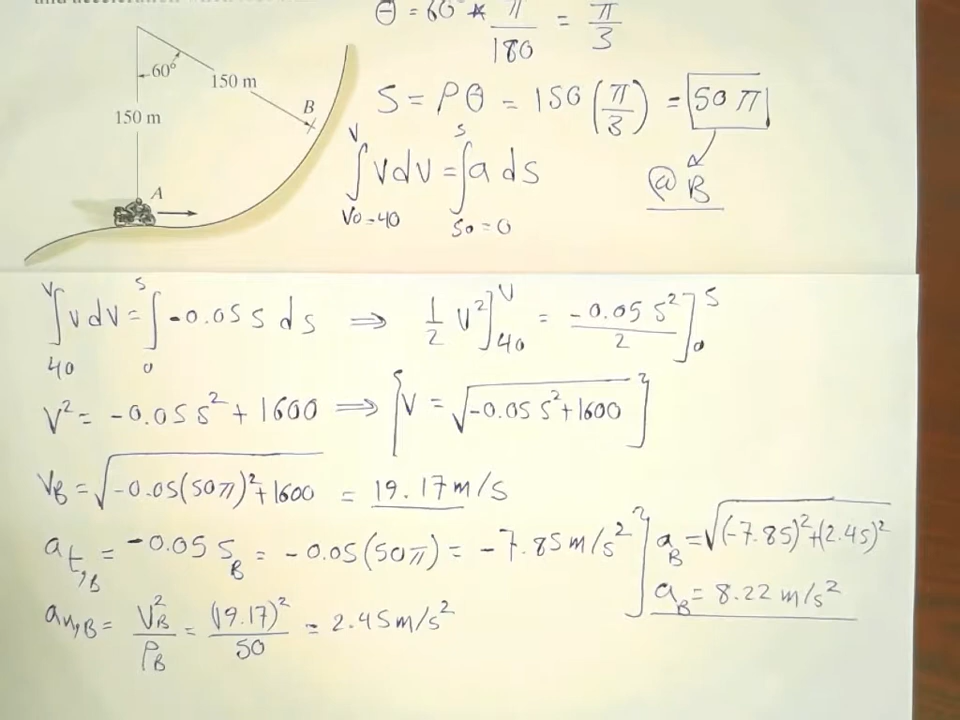 θ = 60° * π/180 = π/3
60°
150 m
B
150 m
A
S = ρθ = 150 (π/3) = 50 π
@ B
∫ V dV = ∫ a ds
V
V0 = 40
S
S0 = 0
∫ V dV = ∫ -0.05 S dS ⇒ 1/2 V²] = -0.05 S²/2]
V
40
S
0
V
40
S
0
V² = -0.05 S² + 1600 ⇒ [V = √-0.05 S² + 1600]
VB = √-0.05(50π)² + 1600 = 19.17 m/s
at,B = -0.05 SB = -0.05 (50π) = -7.85 m/s²] aB = √(-7.85)² + (2.45)²
aB = 8.22 m/s²
an,B = VB²/ρB = (19.17)²/50 = 2.45 m/s²